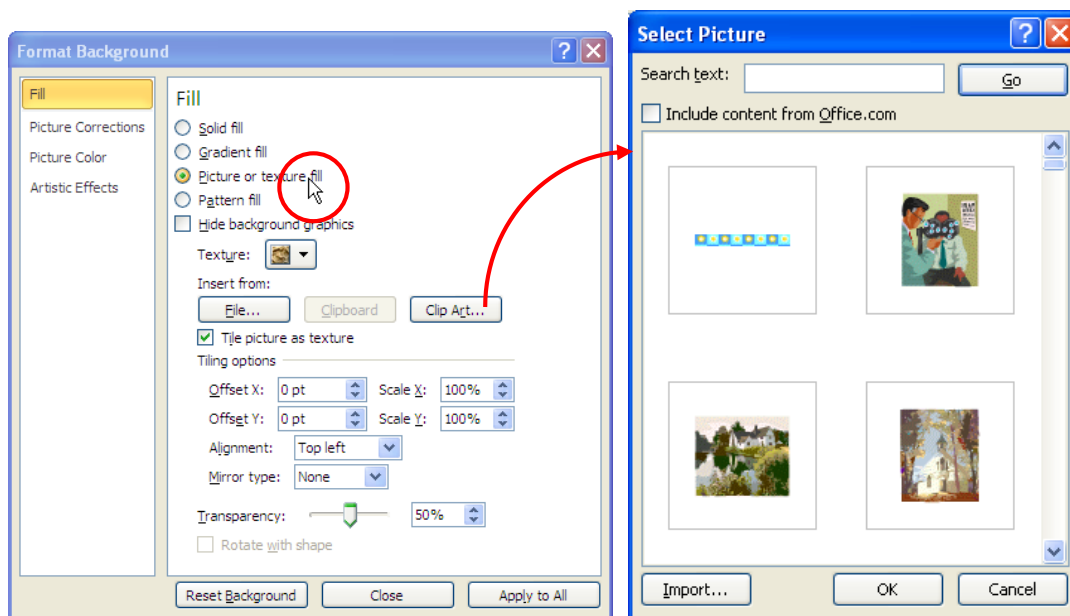 Format Background
Fill
Picture Corrections
Picture Color
Artistic Effects
Fill
Solid fill
Gradient fill
Picture or texture fill
Pattern fill
Hide background graphics
Texture:
Insert from:
File...
Clipboard
Clip Art...
Tile picture as texture
Tiling options
Offset X: 0 pt Scale X: 100%
Offset Y: 0 pt Scale Y: 100%
Alignment: Top left
Mirror type: None
Transparency: 50%
Rotate with shape
Reset Background Close Apply to All
Select Picture
Search text: Go
Include content from Office.com
Import... OK Cancel